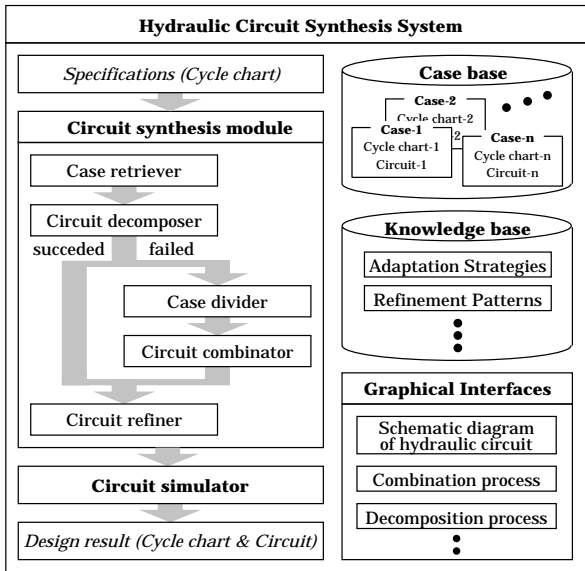 Hydraulic Circuit Synthesis System
Specifications (Cycle chart)
Circuit synthesis module
Case retriever
Circuit decomposer
succeded failed
Case divider
Circuit combinator
Circuit refiner
Circuit simulator
Design result (Cycle chart & Circuit)
Case base
Case-2
Cycle chart-2
-2
Case-1
Cycle chart-1
Circuit-1
Case-n
Cycle chart-n
Circuit-n
Knowledge base
Adaptation Strategies
Refinement Patterns
Graphical Interfaces
Schematic diagram
of hydraulic circuit
Combination process
Decomposition process